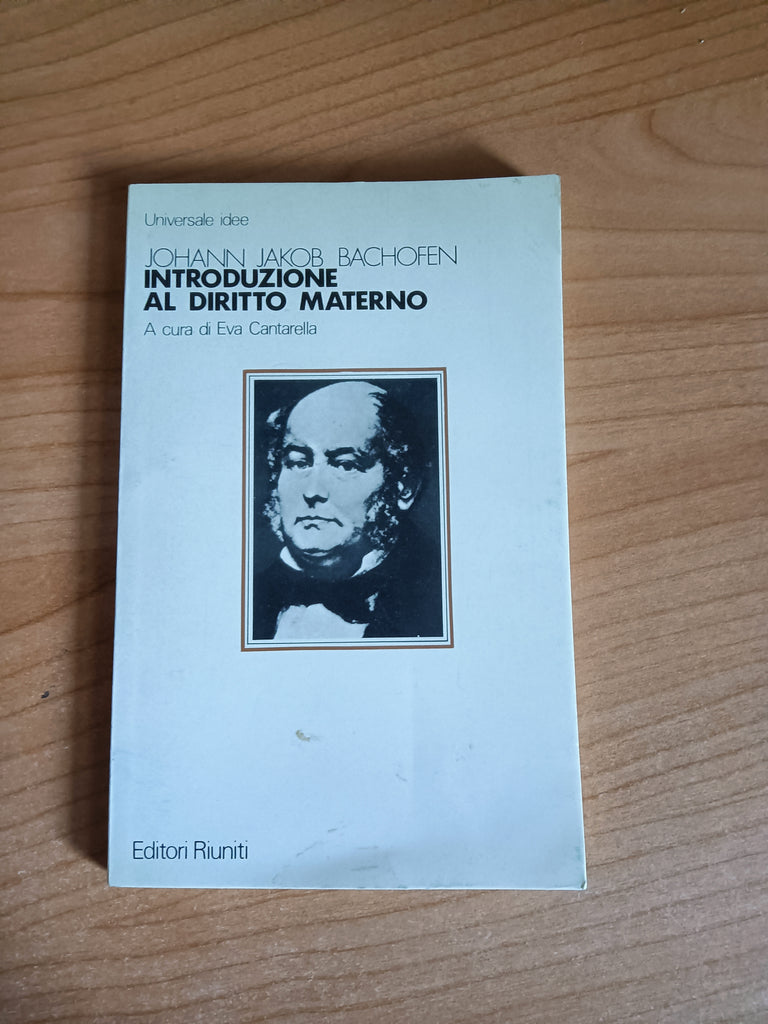 Universale idee
JOHANN JAKOB BACHOFEN
INTRODUZIONE
AL DIRITTO MATERNO
A cura di Eva Cantarella
Editori Riuniti